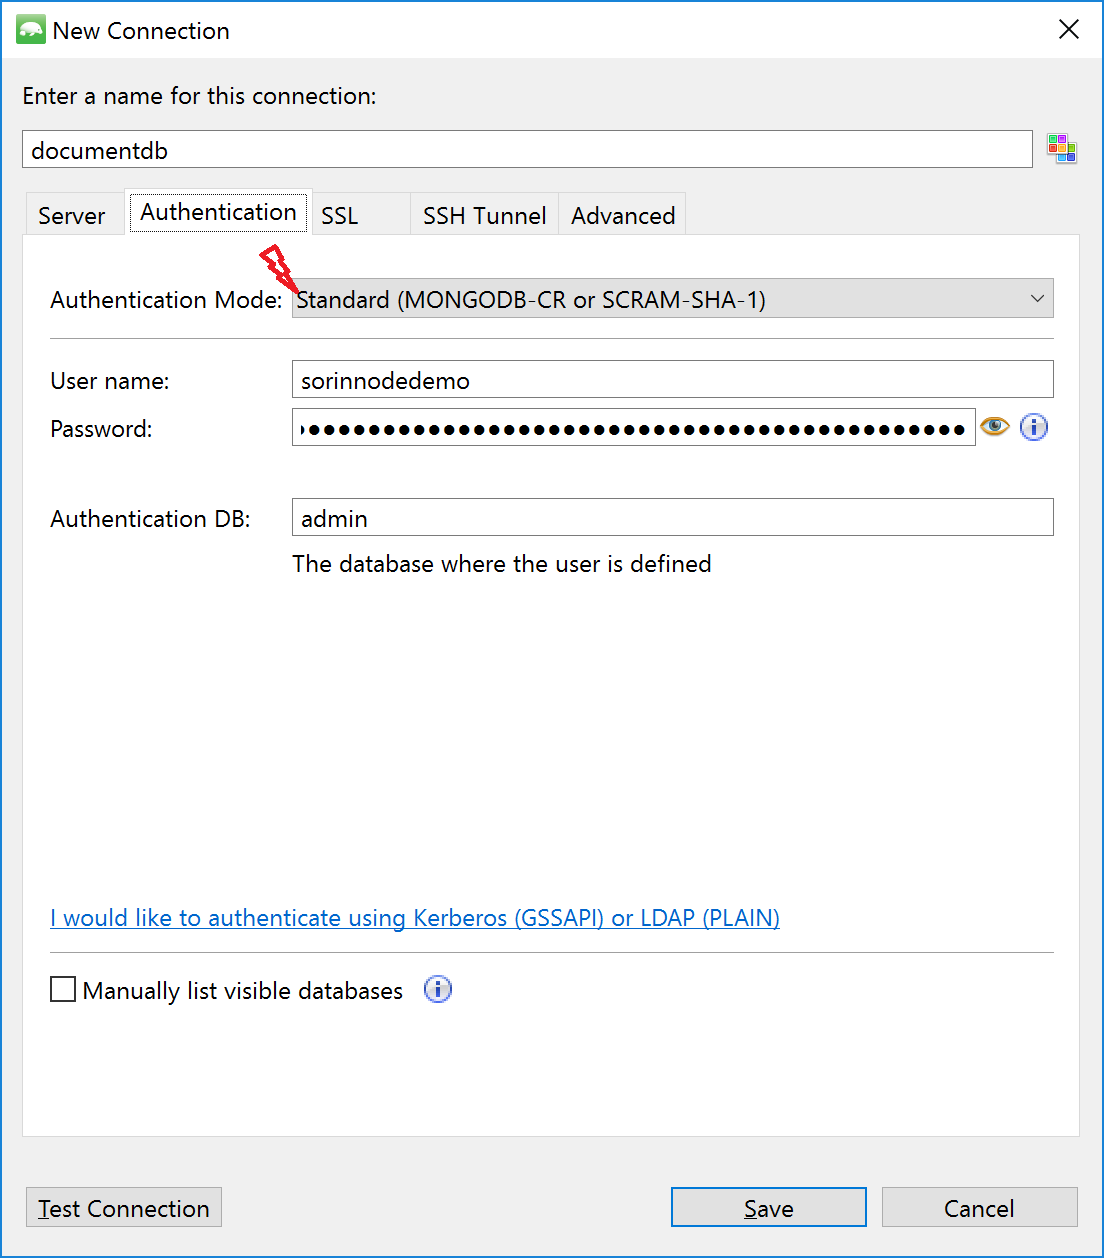 New Connection
Enter a name for this connection:
documentdb
Server Authentication SSL SSH Tunnel Advanced
Authentication Mode: Standard (MONGODB-CR or SCRAM-SHA-1)
User name: sorinnodedemo
Password: ●●●●●●●●●●●●●●●●●●●●●●●●●●●●●●●●●●●●●●●●●●●●●
Authentication DB: admin
The database where the user is defined
I would like to authenticate using Kerberos (GSSAPI) or LDAP (PLAIN)
Manually list visible databases
Test Connection Save Cancel